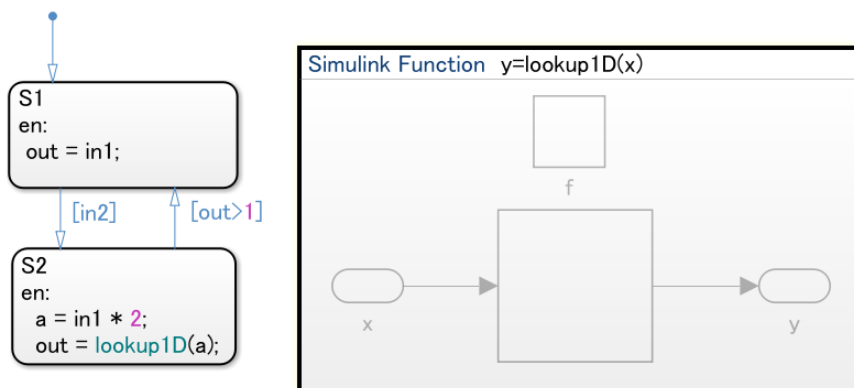 Simulink Function y=lookup1D(x)
S1
en:
out = in1;
[in2]
[out>1]
S2
en:
a = in1 * 2;
out = lookup1D(a);
f
x
y